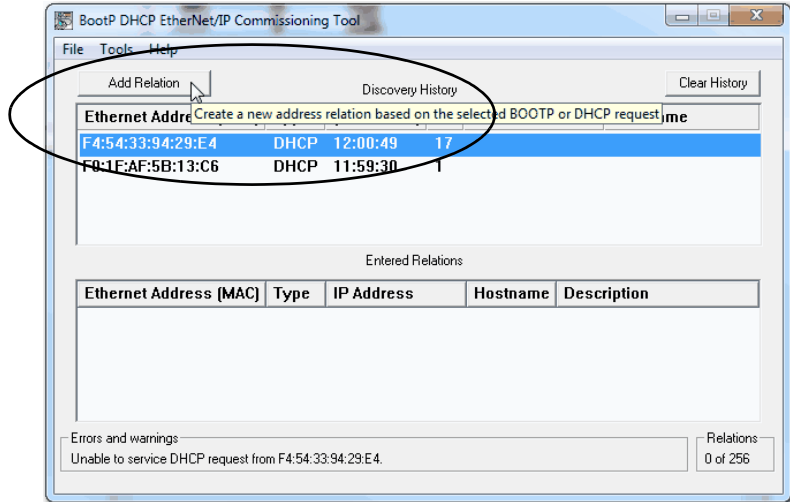 BootP DHCP EtherNet/IP Commissioning Tool
File Tools Help
Add Relation Discovery History Clear History
Ethernet Addre
Create a new address relation based on the selected BOOTP or DHCP request
me
F4:54:33:94:29:E4 DHCP 12:00:49 17
F0:1F:AF:5B:13:C6 DHCP 11:59:30 1
Entered Relations
Ethernet Address (MAC) Type IP Address Hostname Description
Errors and warnings Relations
Unable to service DHCP request from F4:54:33:94:29:E4. 0 of 256